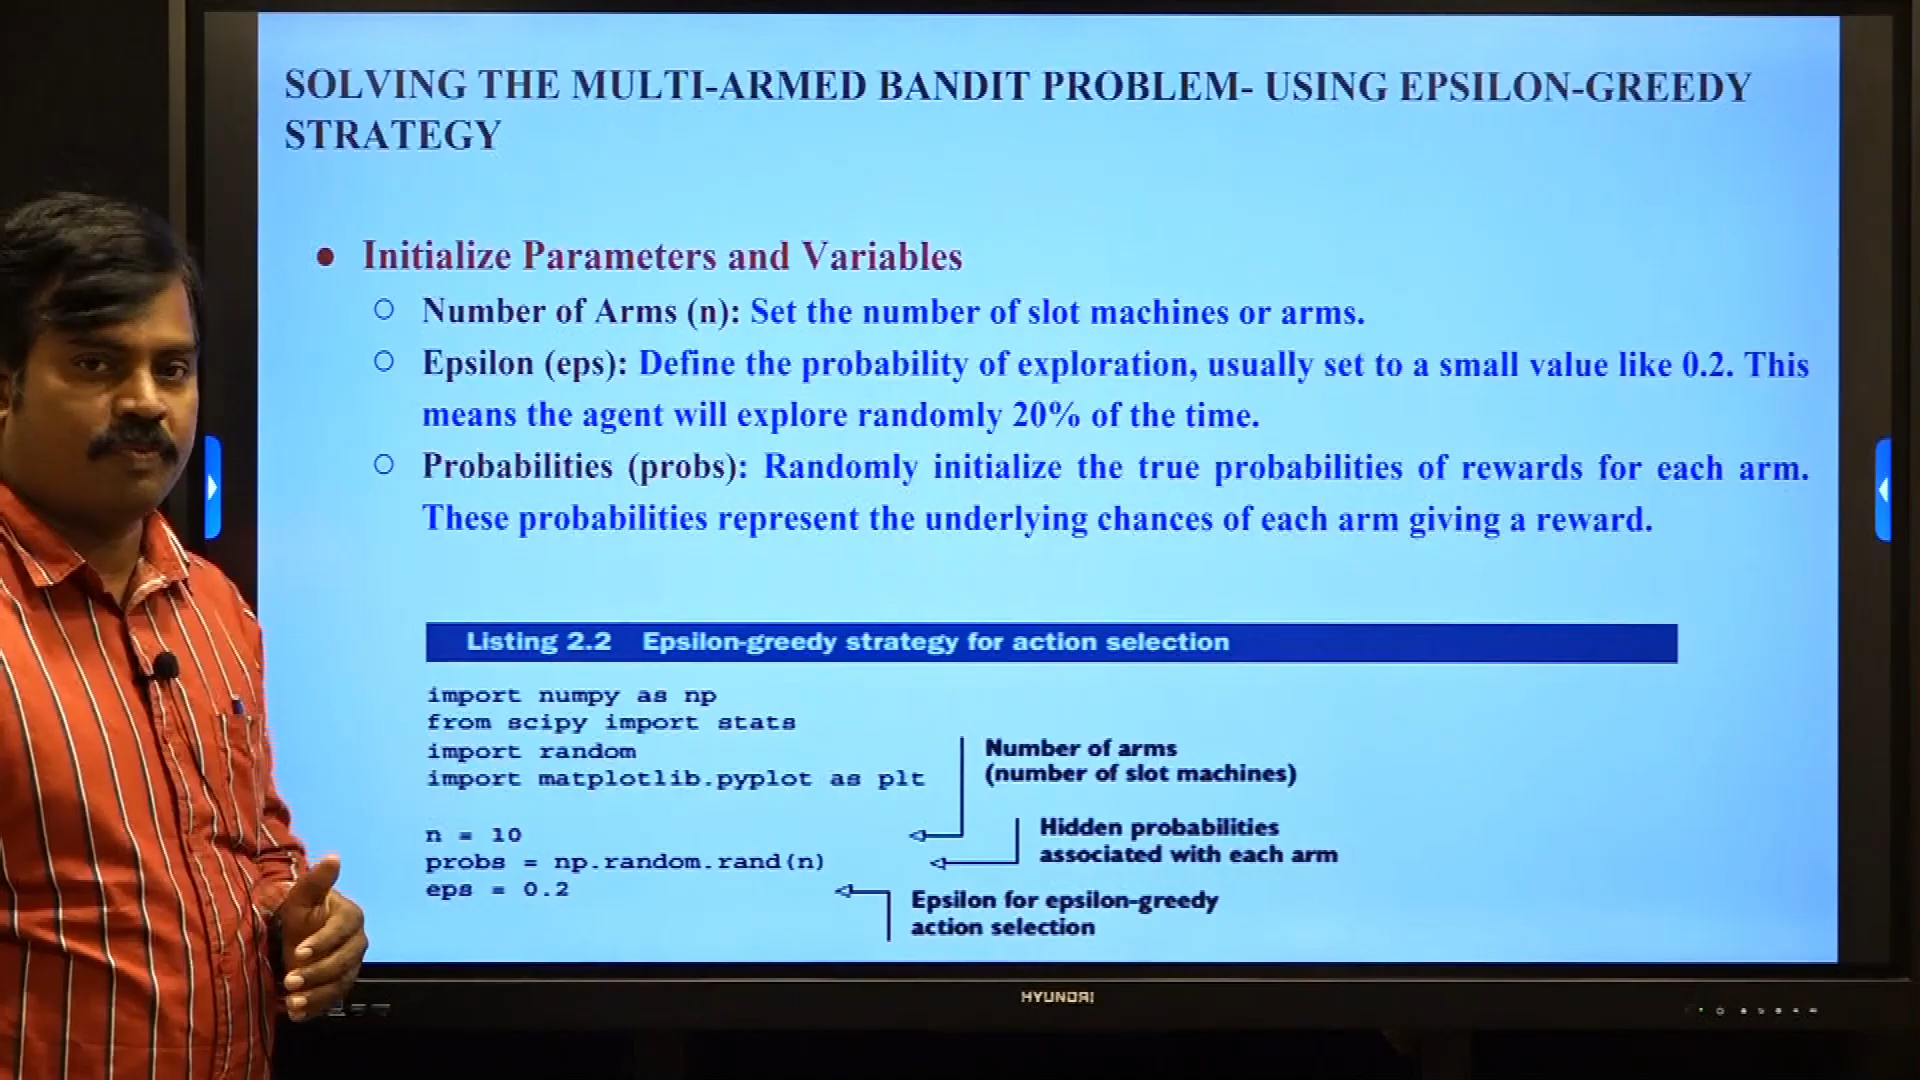 SOLVING THE MULTI-ARMED BANDIT PROBLEM- USING EPSILON-GREEDY
STRATEGY
● Initialize Parameters and Variables
○ Number of Arms (n): Set the number of slot machines or arms.
○ Epsilon (eps): Define the probability of exploration, usually set to a small value like 0.2. This
means the agent will explore randomly 20% of the time.
○ Probabilities (probs): Randomly initialize the true probabilities of rewards for each arm.
These probabilities represent the underlying chances of each arm giving a reward.
Listing 2.2 Epsilon-greedy strategy for action selection
import numpy as np
from scipy import stats
import random
import matplotlib.pyplot as plt
Number of arms
(number of slot machines)
n = 10
Hidden probabilities
associated with each arm
probs = np.random.rand(n)
eps = 0.2
Epsilon for epsilon-greedy
action selection
HYUNDAI